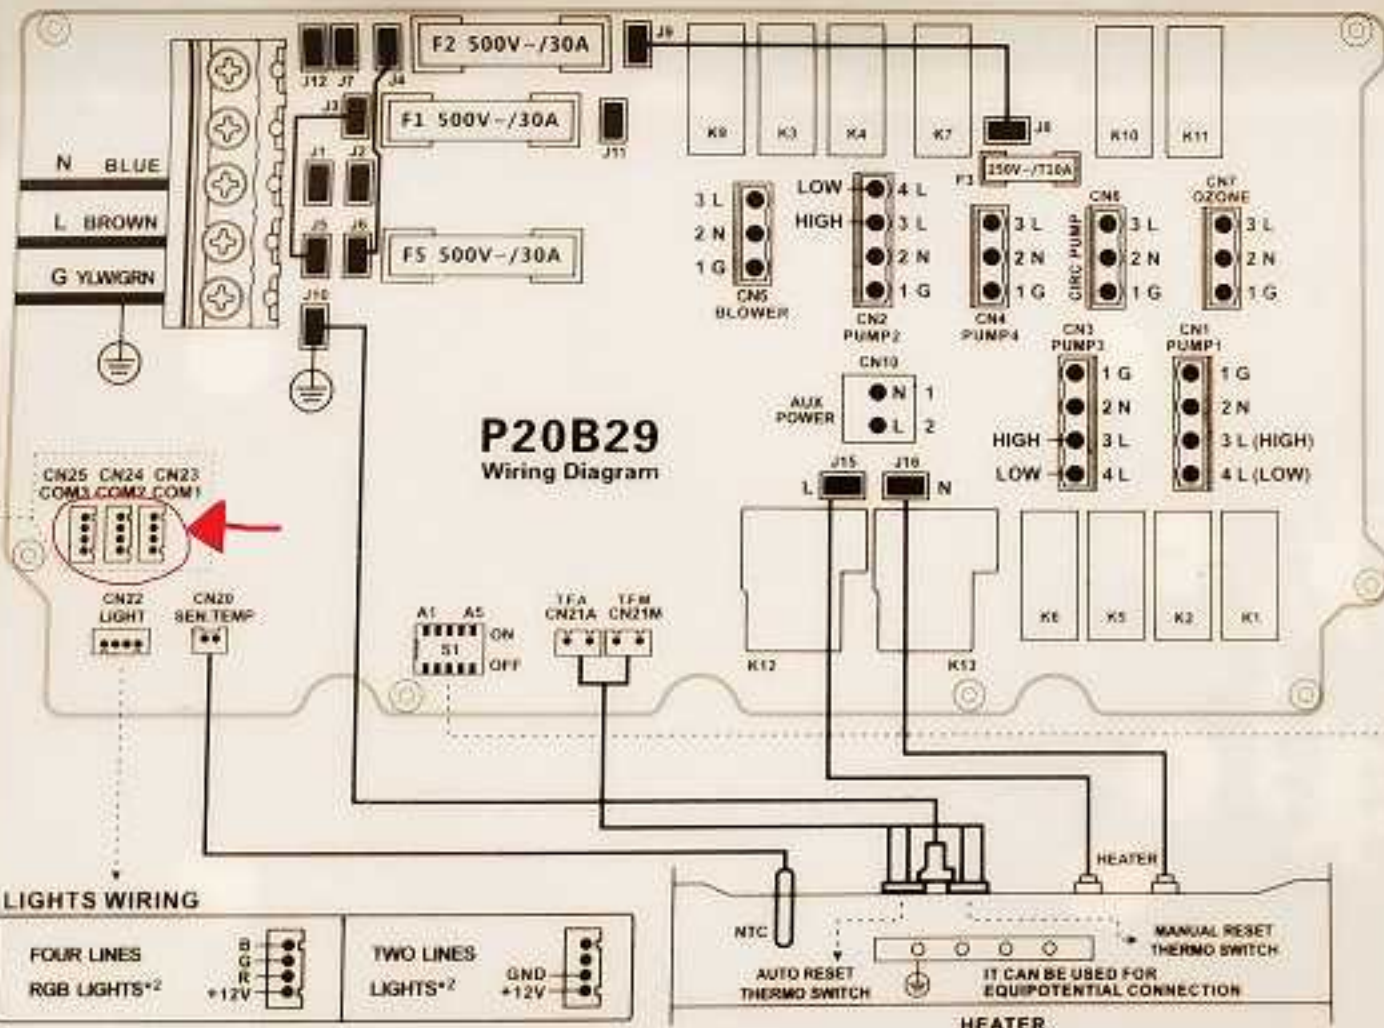 J12 J7 J4
F2 500V~/30A
J9
J3
F1 500V~/30A
J11
K9 K3 K4 K7
J8
K10 K11
F3 250V~/T10A
N BLUE
L BROWN
G YLW/GRN
J1 J2
J5 J6
F5 500V~/30A
J10
3 L
2 N
1 G
CN5
BLOWER
LOW 4 L
HIGH 3 L
2 N
1 G
CN2
PUMP2
3 L
2 N
1 G
CN4
PUMP4
CN6
CIRC PUMP
3 L
2 N
1 G
CN7
OZONE
3 L
2 N
1 G
CN3
PUMP3
1 G
2 N
HIGH 3 L
LOW 4 L
CN1
PUMP1
1 G
2 N
3 L (HIGH)
4 L (LOW)
CN10
AUX
POWER
N 1
L 2
P20B29
Wiring Diagram
J15 J16
L N
CN25 CN24 CN23
COM3 COM2 COM1
CN22
LIGHT
CN20
SEN.TEMP
A1 A5
ON
S1
OFF
T.F.A T.F.M
CN21A CN21M
K12 K13
K6 K5 K2 K1
LIGHTS WIRING
FOUR LINES
RGB LIGHTS*2
B
G
R
+12V
TWO LINES
LIGHTS*2
GND
+12V
HEATER
NTC
AUTO RESET
THERMO SWITCH
MANUAL RESET
THERMO SWITCH
IT CAN BE USED FOR
EQUIPOTENTIAL CONNECTION
HEATER